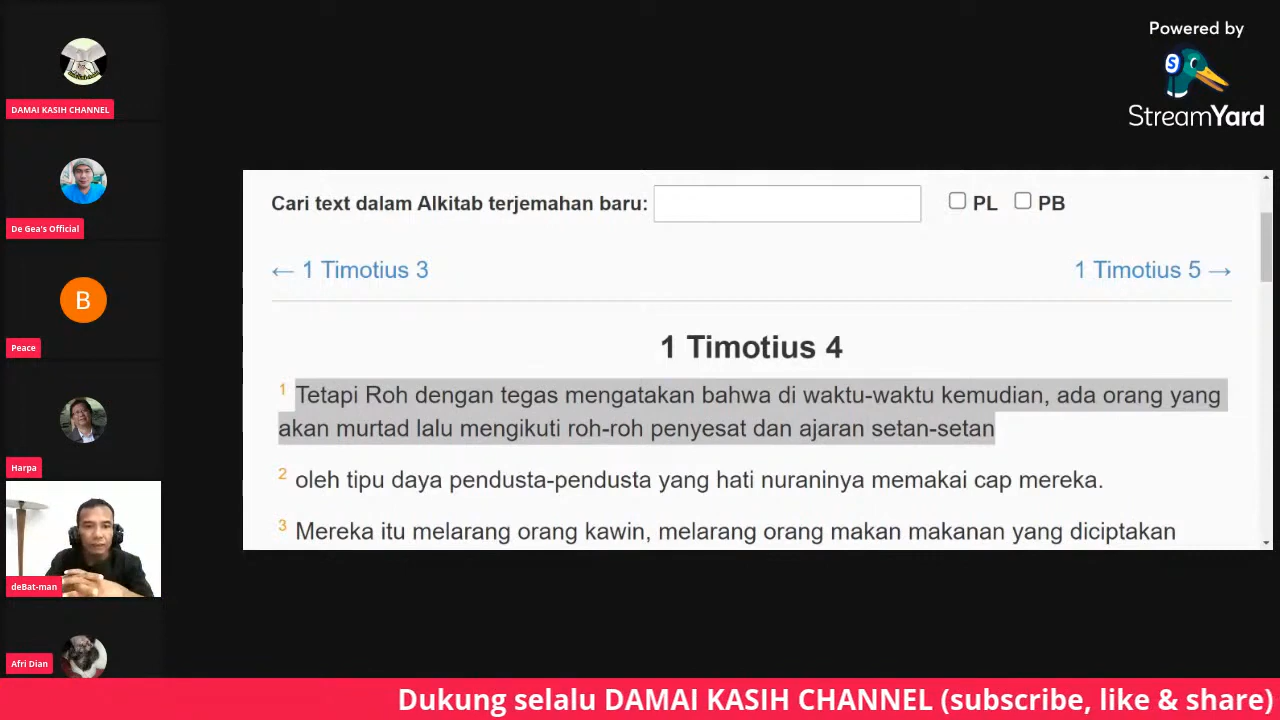 Powered by
StreamYard
DAMAI KASIH CHANNEL
De Gea's Official
B
Peace
Harpa
deBat-man
Afri Dian
Cari text dalam Alkitab terjemahan baru: PL PB
← 1 Timotius 3 1 Timotius 5 →
1 Timotius 4
1 Tetapi Roh dengan tegas mengatakan bahwa di waktu-waktu kemudian, ada orang yang
akan murtad lalu mengikuti roh-roh penyesat dan ajaran setan-setan
2 oleh tipu daya pendusta-pendusta yang hati nuraninya memakai cap mereka.
3 Mereka itu melarang orang kawin, melarang orang makan makanan yang diciptakan
Dukung selalu DAMAI KASIH CHANNEL (subscribe, like & share)